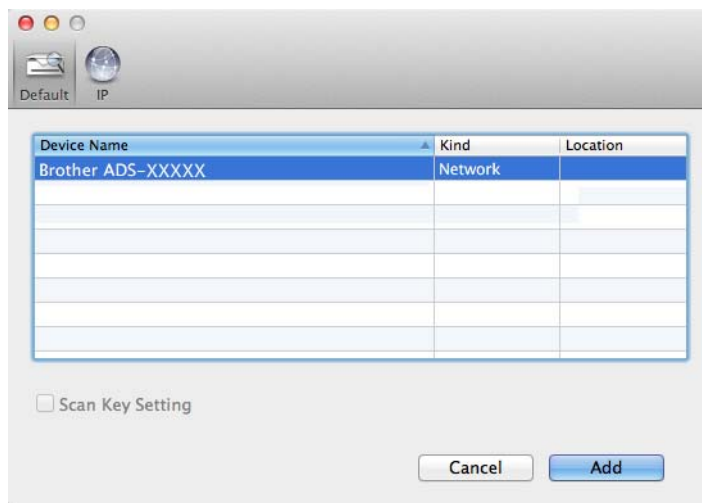 Default IP
Device Name Kind Location
Brother ADS-XXXXX Network
Scan Key Setting
Cancel Add